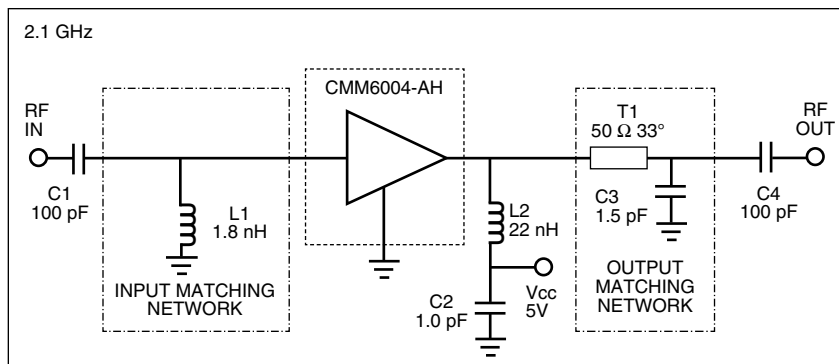 2.1 GHz
CMM6004-AH
RF
IN
C1
100 pF
L1
1.8 nH
INPUT MATCHING
NETWORK
L2
22 nH
C2
1.0 pF
Vcc
5V
T1
50 Ω 33°
C3
1.5 pF
OUTPUT
MATCHING
NETWORK
C4
100 pF
RF
OUT